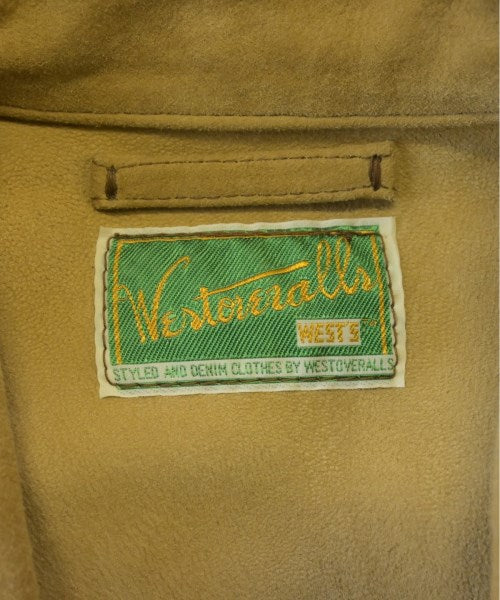 Westoveralls
WEST'S
STYLED AND DENIM CLOTHES BY WESTOVERALLS